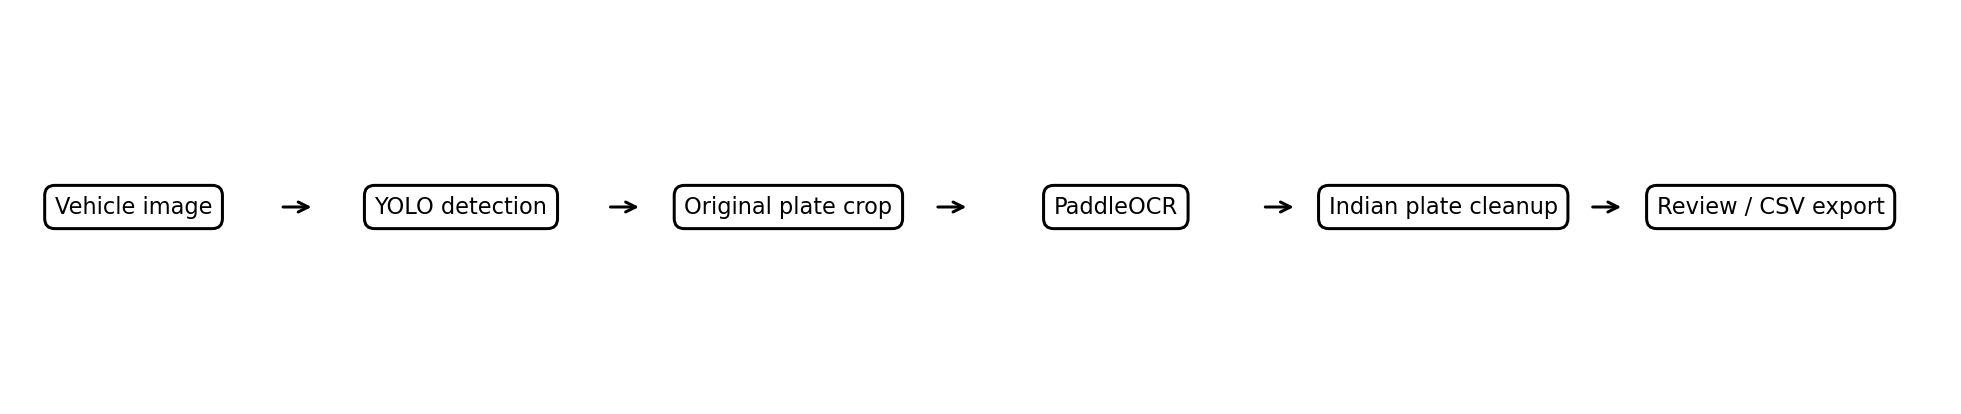 Vehicle image
YOLO detection
Original plate crop
PaddleOCR
Indian plate cleanup
Review / CSV export